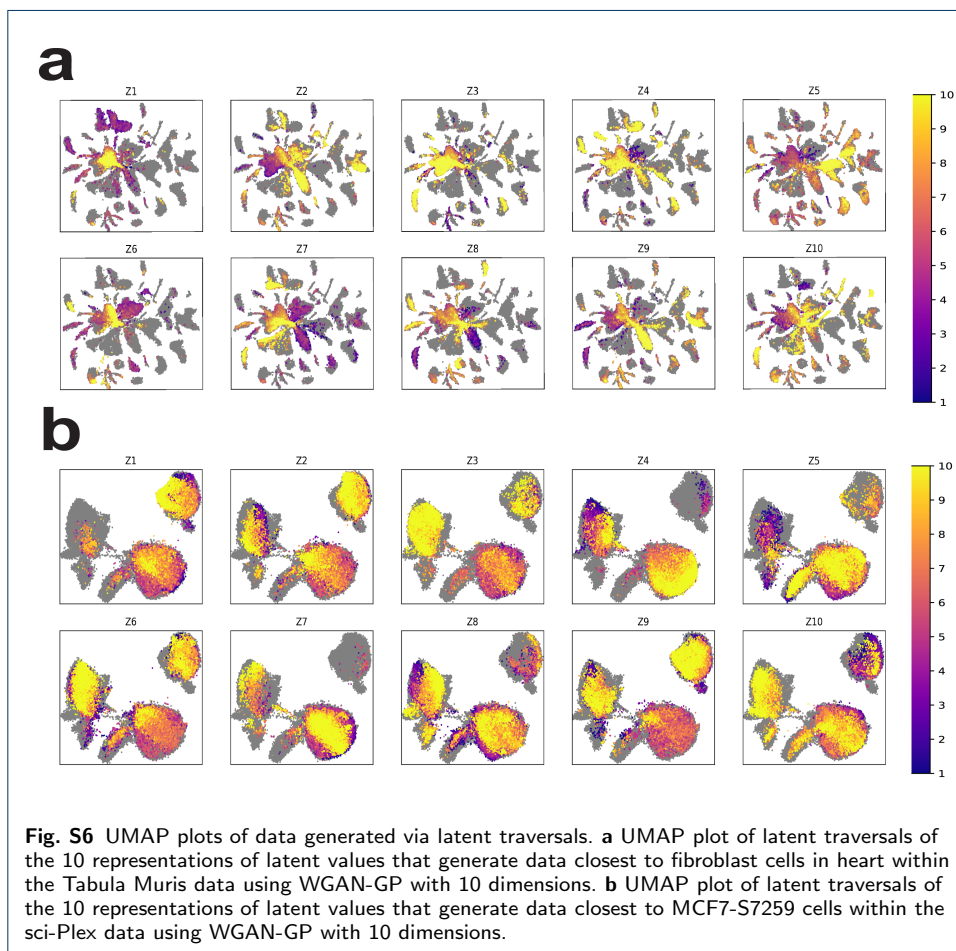 a
Z1 Z2 Z3 Z4 Z5
10
9
8
7
6
5
4
3
2
1
Z6 Z7 Z8 Z9 Z10
b
Z1 Z2 Z3 Z4 Z5
10
9
8
7
6
5
4
3
2
1
Z6 Z7 Z8 Z9 Z10
Fig. S6 UMAP plots of data generated via latent traversals. a UMAP plot of latent traversals of
the 10 representations of latent values that generate data closest to fibroblast cells in heart within
the Tabula Muris data using WGAN-GP with 10 dimensions. b UMAP plot of latent traversals of
the 10 representations of latent values that generate data closest to MCF7-S7259 cells within the
sci-Plex data using WGAN-GP with 10 dimensions.